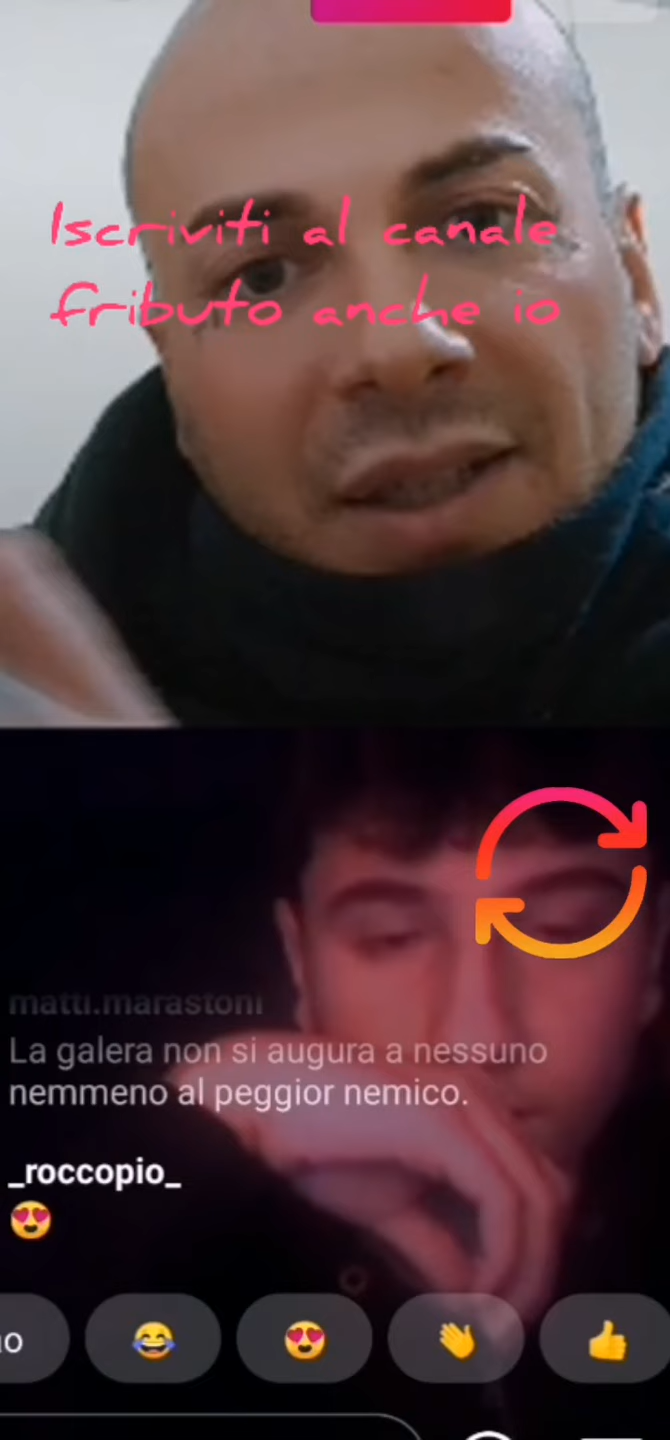 Iscriviti al canale
fributo anche io
matti.marastoni
La galera non si augura a nessuno
nemmeno al peggior nemico.
_roccopio_
😍
😂 😍 👏 👍